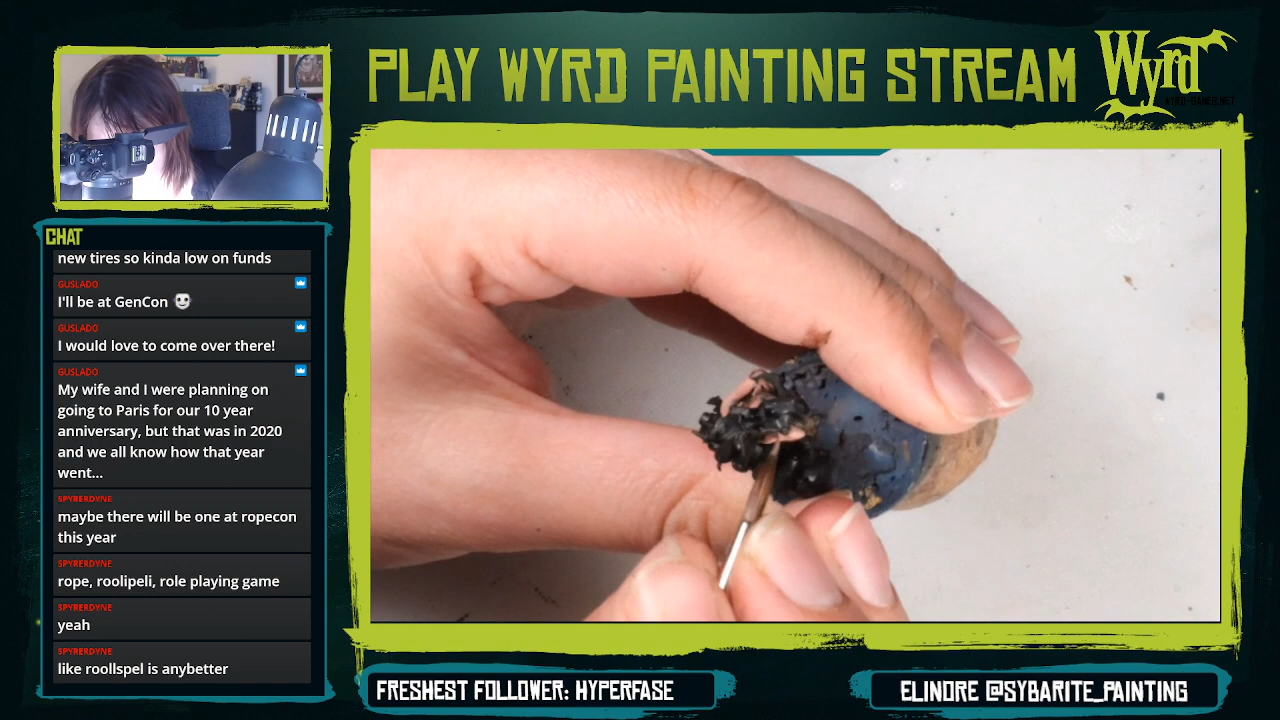 PLAY WYRD PAINTING STREAM
Wyrd
WYRD-GAMES.NET
CHAT
new tires so kinda low on funds
GUSLADO
I'll be at GenCon
GUSLADO
I would love to come over there!
GUSLADO
My wife and I were planning on
going to Paris for our 10 year
anniversary, but that was in 2020
and we all know how that year
went...
SPYRERDYNE
maybe there will be one at ropecon
this year
SPYRERDYNE
rope, roolipeli, role playing game
SPYRERDYNE
yeah
SPYRERDYNE
like roollspel is anybetter
FRESHEST FOLLOWER: HYPERFASE
ELINORE @SYBARITE_PAINTING